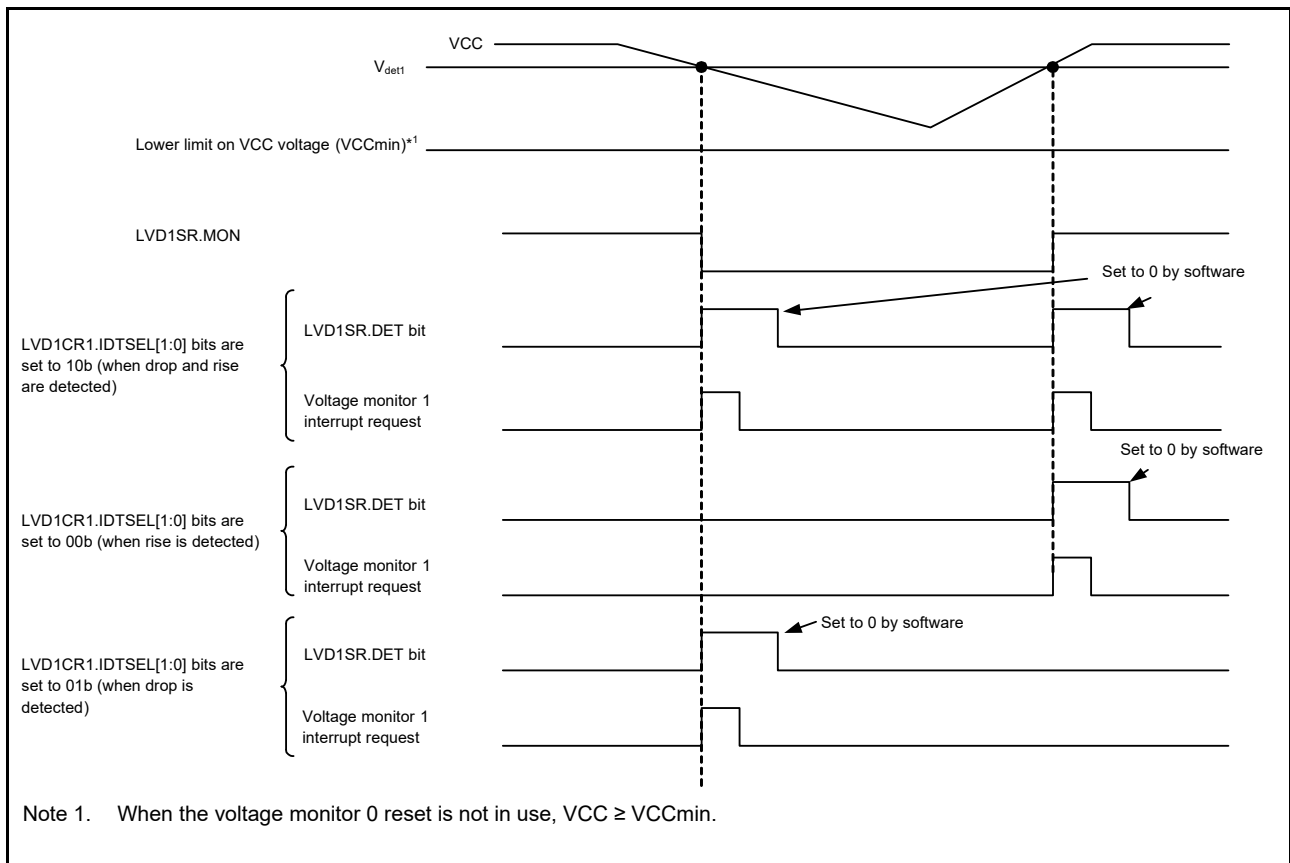 VCC
Vdet1
Lower limit on VCC voltage (VCCmin)*1
LVD1SR.MON
Set to 0 by software
LVD1CR1.IDTSEL[1:0] bits are
set to 10b (when drop and rise
are detected)
LVD1SR.DET bit
Voltage monitor 1
interrupt request
Set to 0 by software
LVD1CR1.IDTSEL[1:0] bits are
set to 00b (when rise is detected)
LVD1SR.DET bit
Voltage monitor 1
interrupt request
Set to 0 by software
LVD1CR1.IDTSEL[1:0] bits are
set to 01b (when drop is
detected)
LVD1SR.DET bit
Voltage monitor 1
interrupt request
Note 1. When the voltage monitor 0 reset is not in use, VCC ≥ VCCmin.